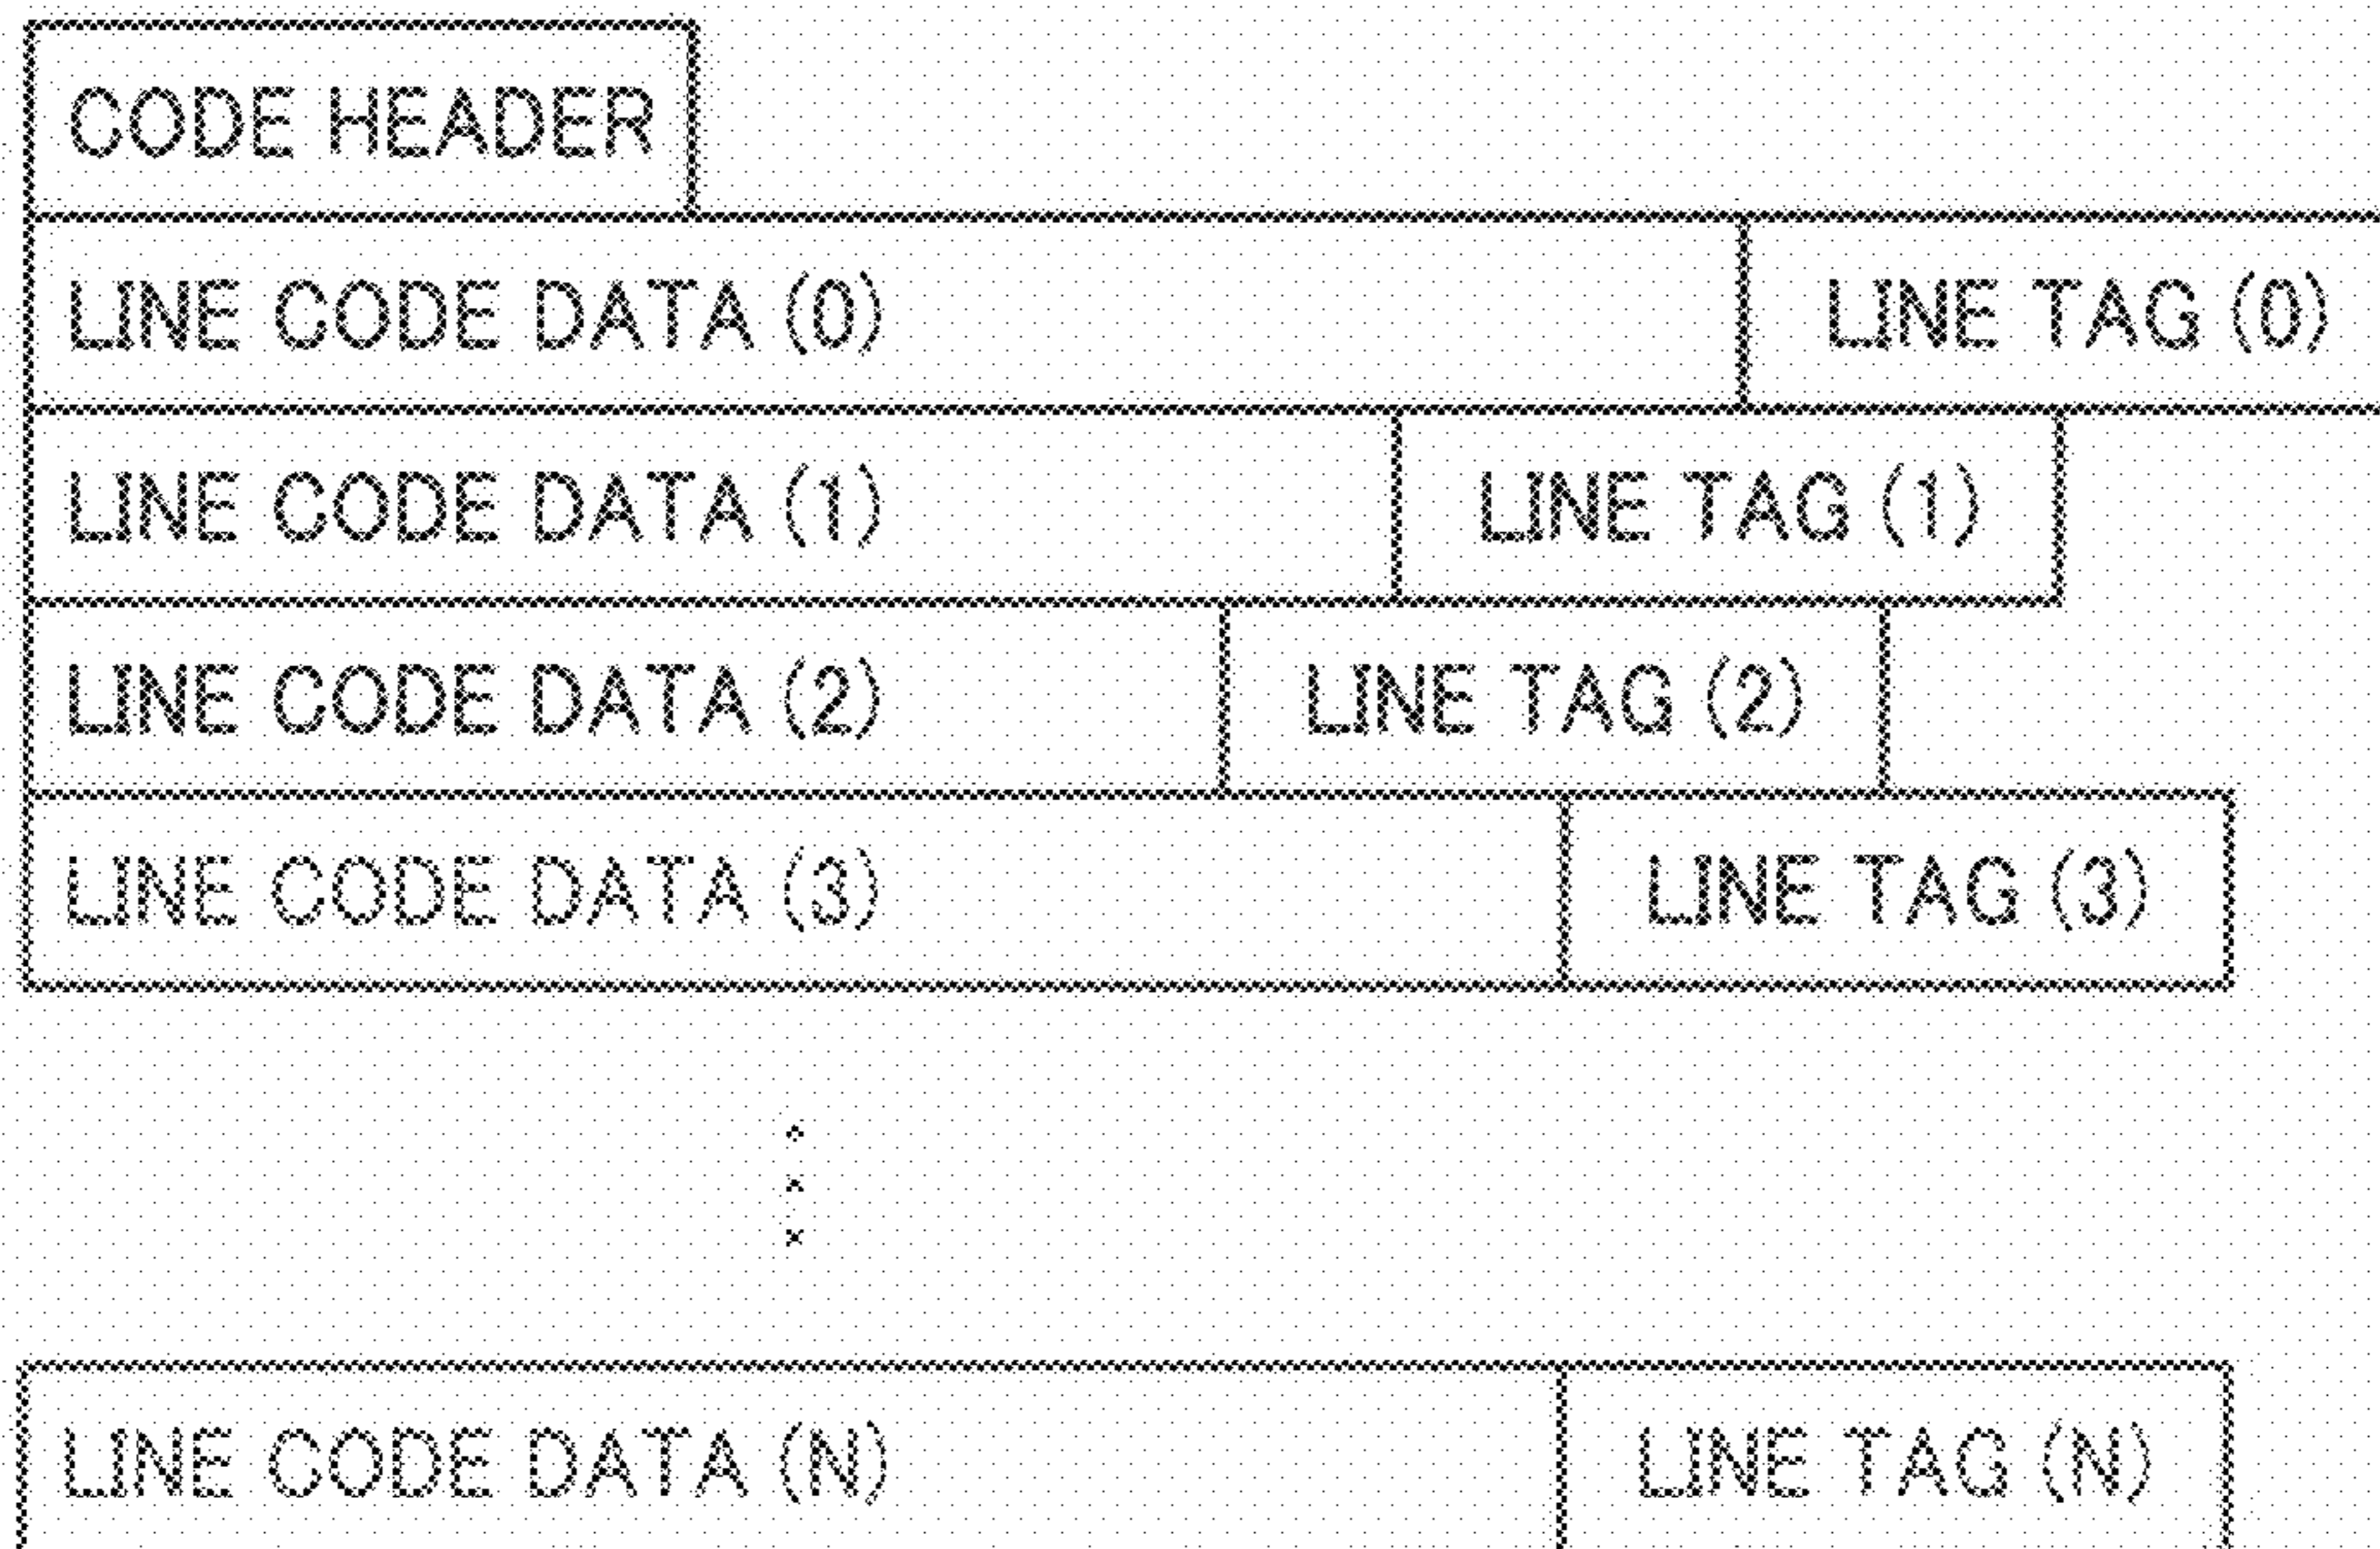 CODE HEADER
LINE CODE DATA (0) LINE TAG (0)
LINE CODE DATA (1) LINE TAG (1)
LINE CODE DATA (2) LINE TAG (2)
LINE CODE DATA (3) LINE TAG (3)
LINE CODE DATA (N) LINE TAG (N)